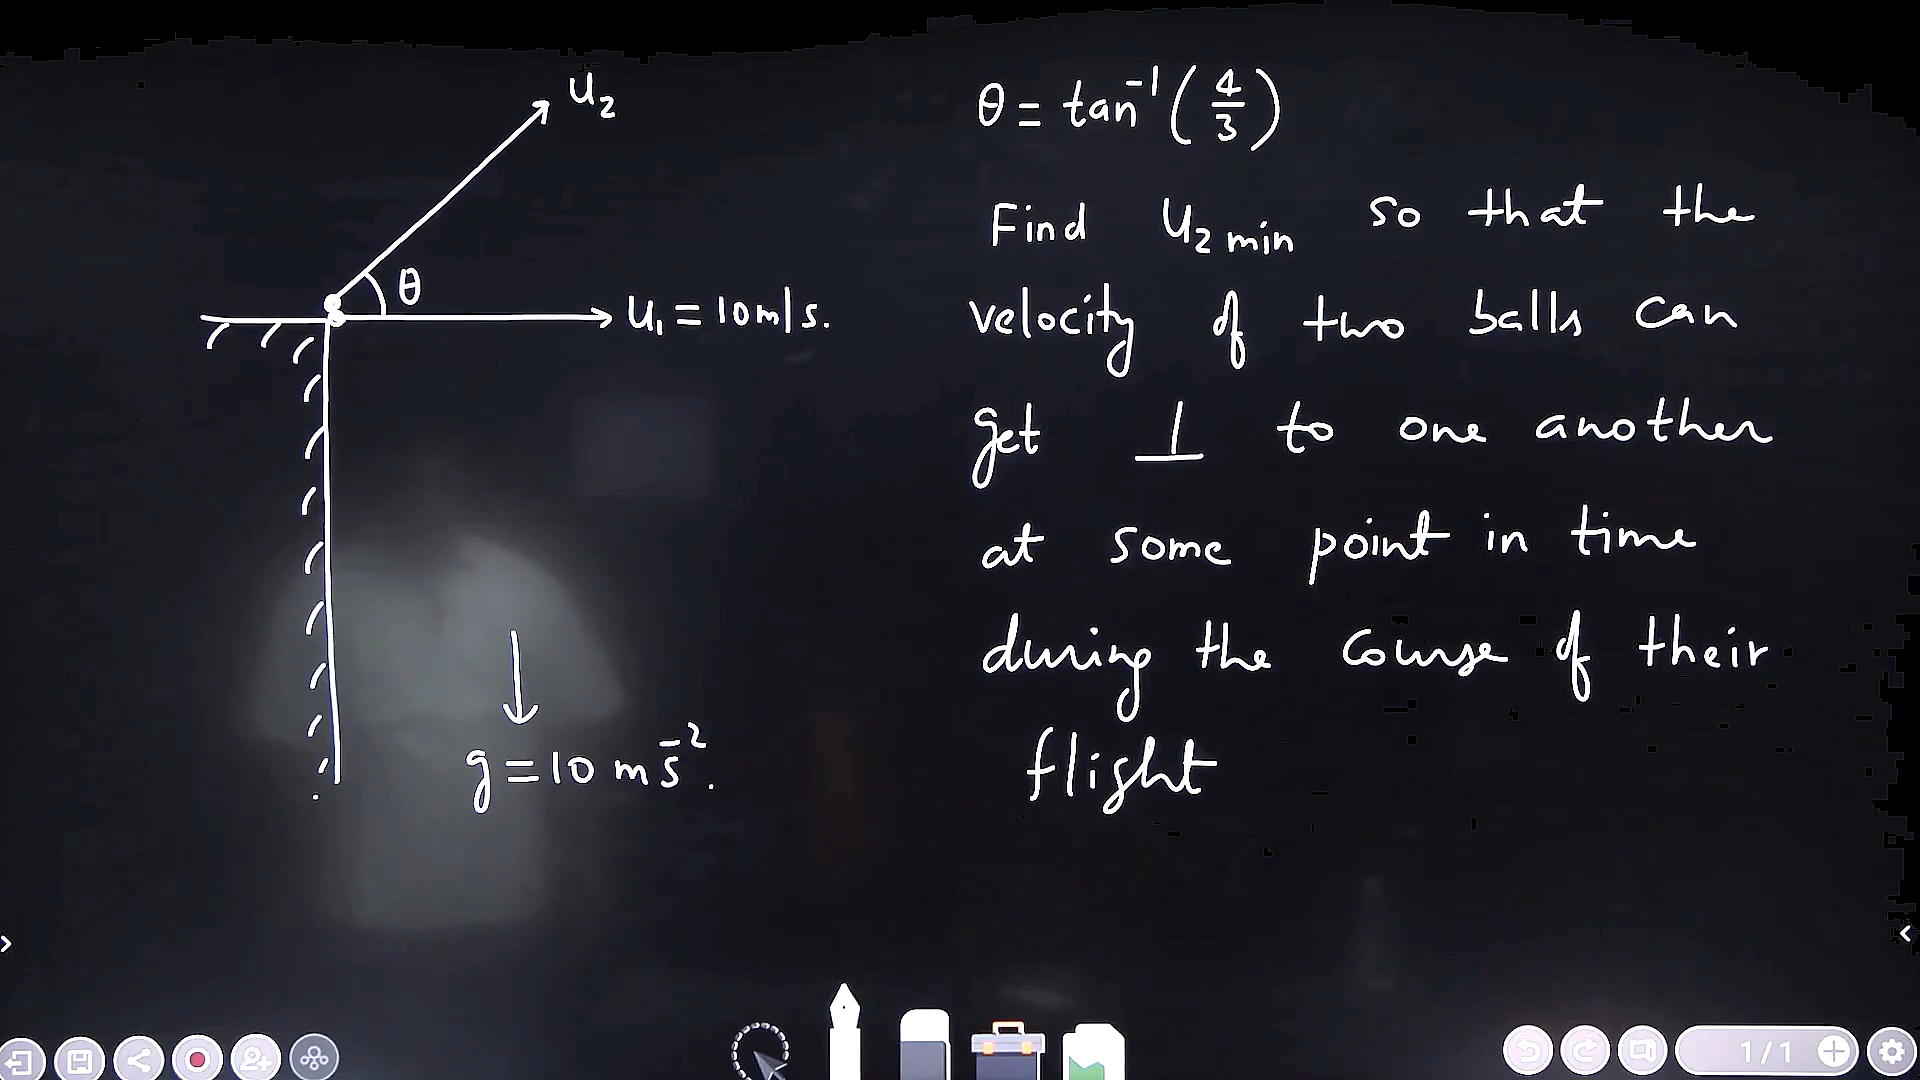 u₂
θ
u₁ = 10 m/s.
g = 10 m s⁻².
θ = tan⁻¹(4/3)
Find u₂ min so that the
velocity of two balls can
get ⊥ to one another
at some point in time
during the course of their
flight
1/1